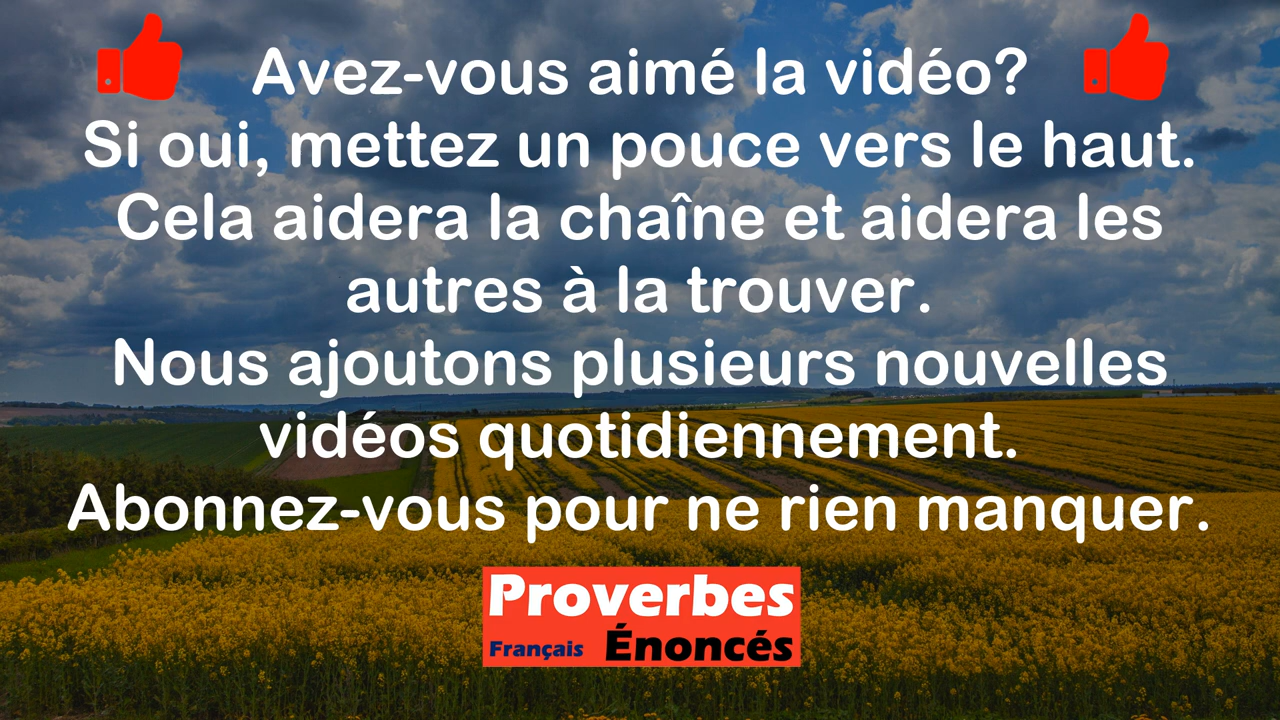 Avez-vous aimé la vidéo?
Si oui, mettez un pouce vers le haut.
Cela aidera la chaîne et aidera les
autres à la trouver.
Nous ajoutons plusieurs nouvelles
vidéos quotidiennement.
Abonnez-vous pour ne rien manquer.
Proverbes
Français Énoncés